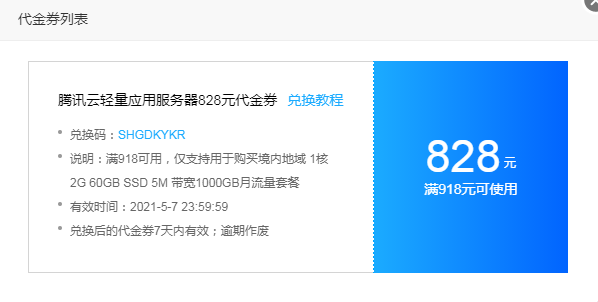 代金券列表
腾讯云轻量应用服务器828元代金券 兑换教程
兑换码：SHGDKYKR
说明：满918可用，仅支持用于购买境内地域 1核
2G 60GB SSD 5M 带宽1000GB月流量套餐
有效时间：2021-5-7 23:59:59
兑换后的代金券7天内有效；逾期作废
828 元
满918元可使用